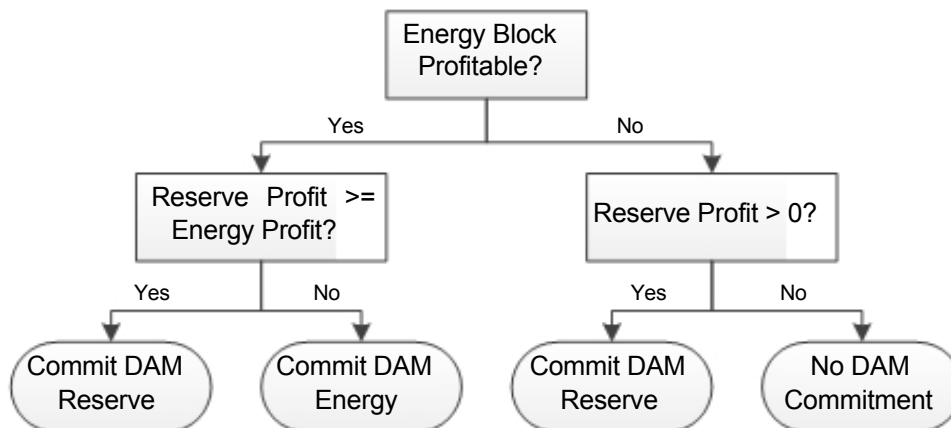 Energy Block
Profitable?
Yes
No
Reserve Profit >=
Energy Profit?
Reserve Profit > 0?
Yes
No
Yes
No
Commit DAM
Reserve
Commit DAM
Energy
Commit DAM
Reserve
No DAM
Commitment